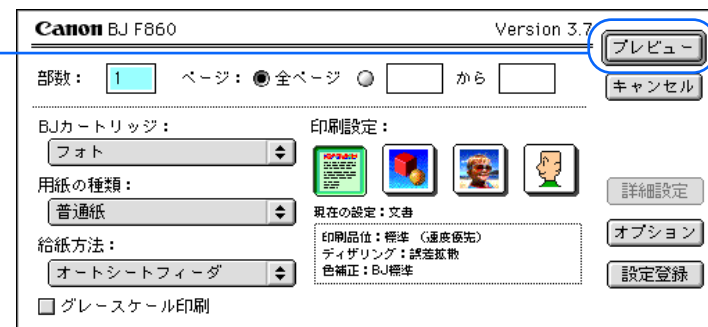 Canon BJ F860 Version 3.7
プレビュー
部数： 1 ページ： 全ページ から
キャンセル
BJカートリッジ： 印刷設定：
フォト
用紙の種類：
詳細設定
普通紙 現在の設定：文書
給紙方法： 印刷品位：標準 （速度優先） オプション
ディザリング：誤差拡散
オートシートフィーダ 色補正：BJ標準 設定登録
グレースケール印刷